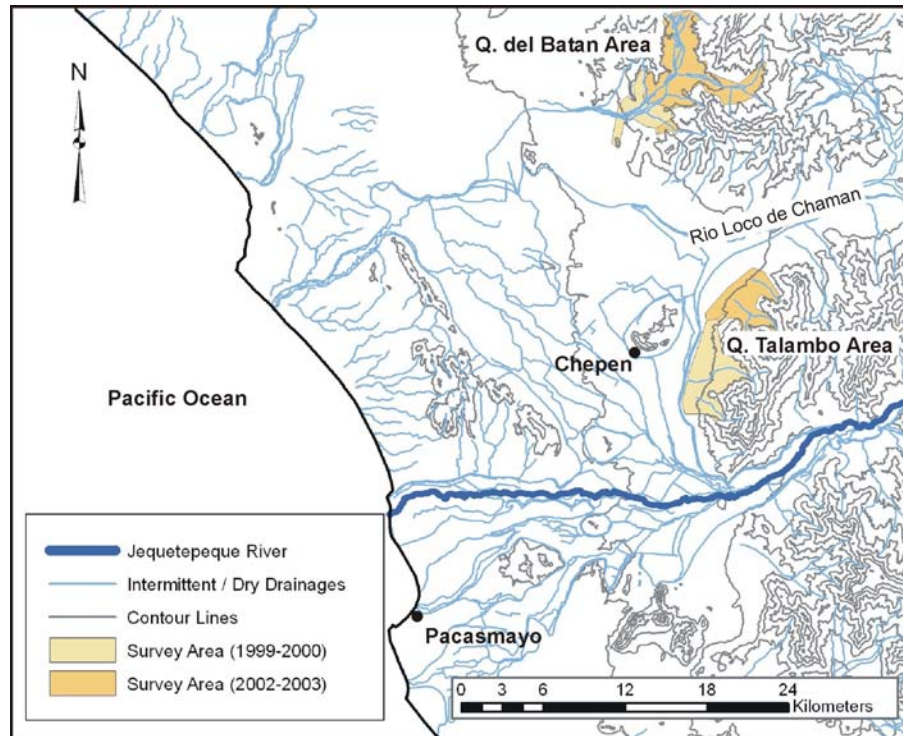 Q. del Batan Area
N
Rio Loco de Chaman
Q. Talambo Area
Chepen
Pacific Ocean
Jequetepeque River
Intermittent / Dry Drainages
Contour Lines
Survey Area (1999-2000)
Survey Area (2002-2003)
Pacasmayo
0 3 6 12 18 24
Kilometers